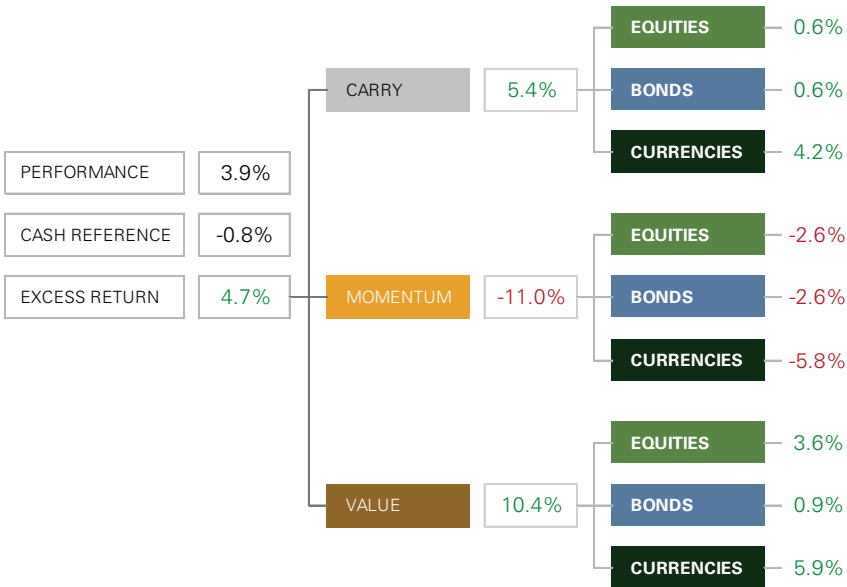 PERFORMANCE 3.9%
CASH REFERENCE -0.8%
EXCESS RETURN 4.7%
CARRY 5.4%
EQUITIES 0.6%
BONDS 0.6%
CURRENCIES 4.2%
MOMENTUM -11.0%
EQUITIES -2.6%
BONDS -2.6%
CURRENCIES -5.8%
VALUE 10.4%
EQUITIES 3.6%
BONDS 0.9%
CURRENCIES 5.9%